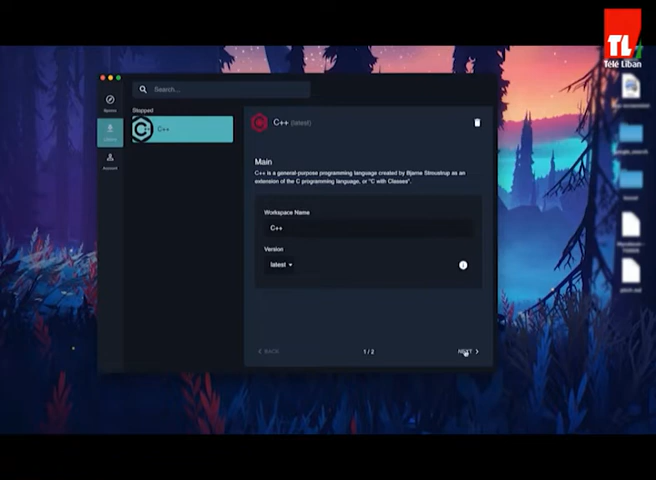 TL
Télé Liban
Search...
Stopped
C++
C++ (latest)
Main
C++ is a general-purpose programming language created by Bjarne Stroustrup as an
extension of the C programming language, or "C with Classes".
Workspace Name
C++
Version
latest
Account
BACK
1 / 2
NEXT